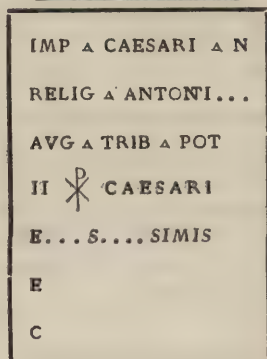 IMP ▵ CAESARI ▵ N
RELIG ▵ ANTONI...
AVG ▵ TRIB ▵ POT
II ☧ CAESARI
E...S....SIMIS
E
C